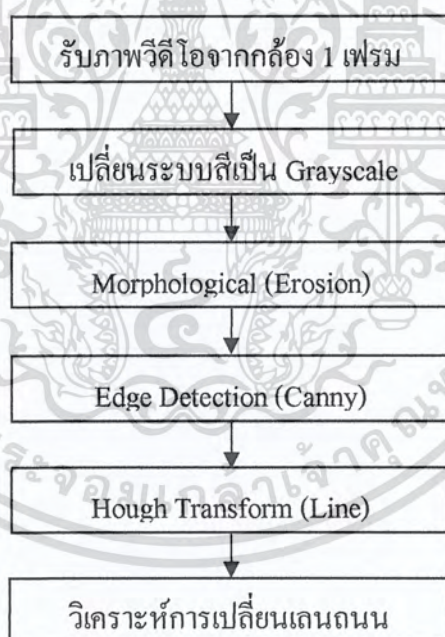 รับภาพวีดีโอจากกล้อง 1 เฟรม
เปลี่ยนระบบสีเป็น Grayscale
Morphological (Erosion)
Edge Detection (Canny)
Hough Transform (Line)
วิเคราะห์การเปลี่ยนเลนถนน